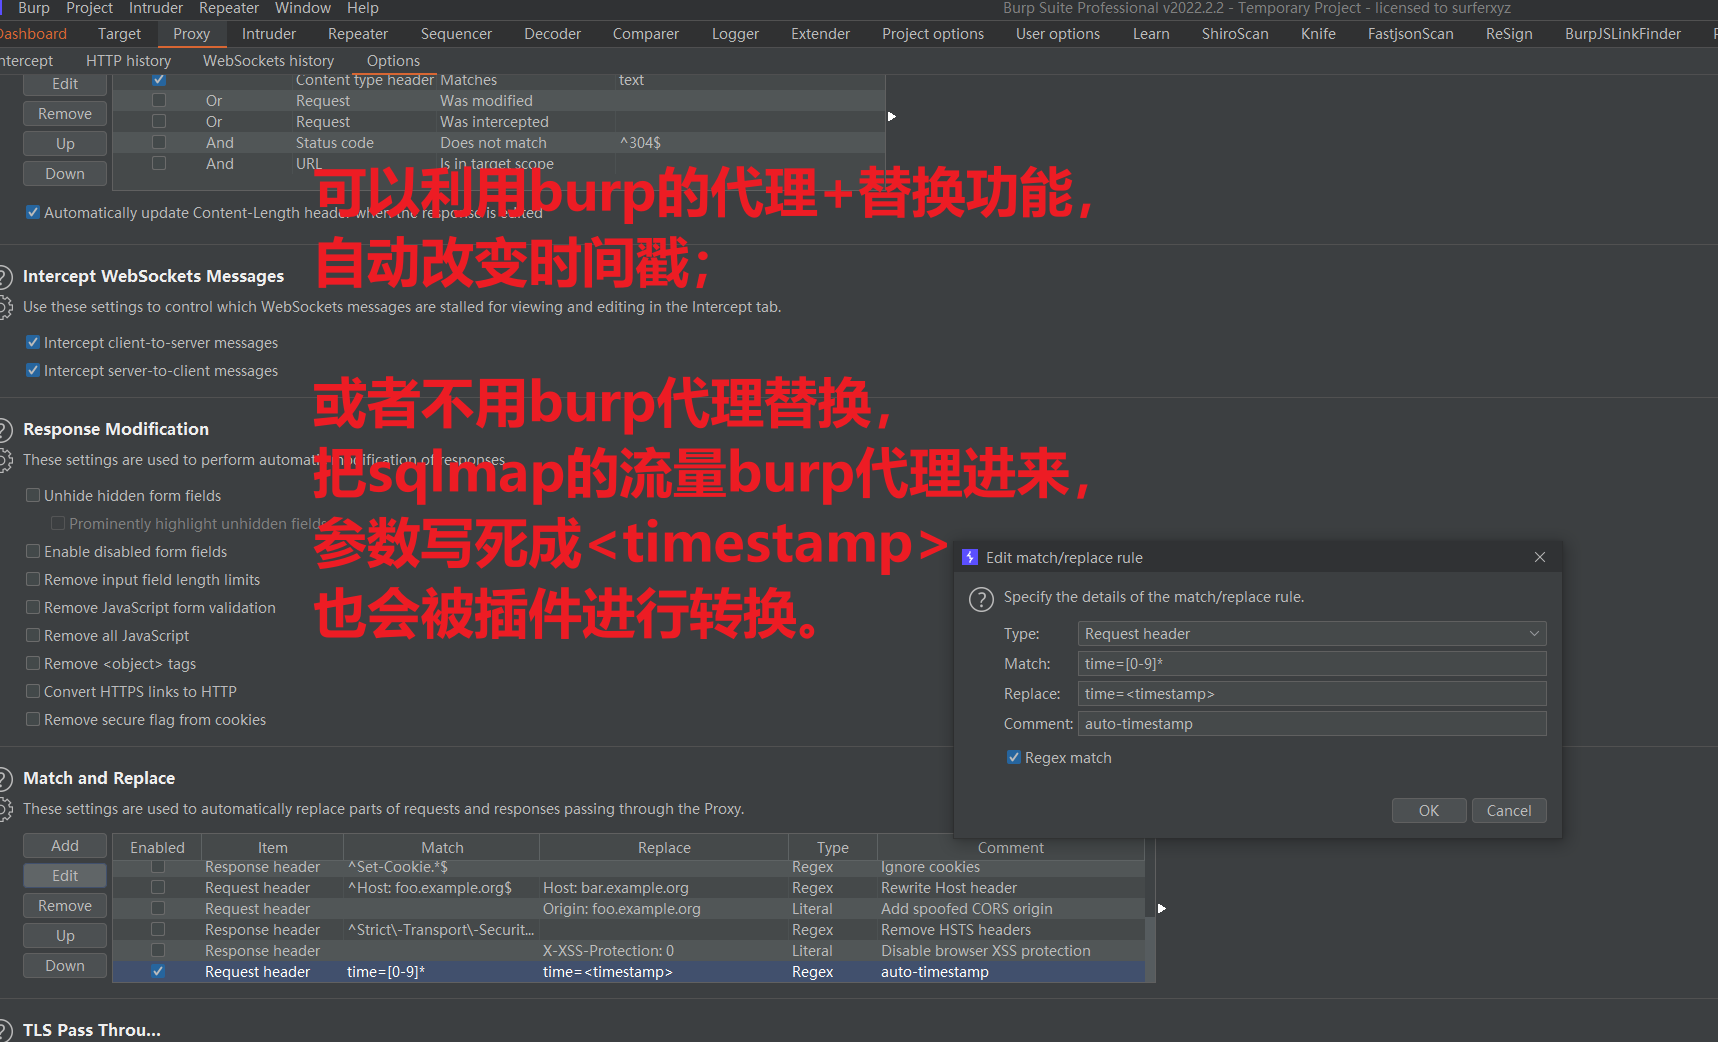 Burp Project Intruder Repeater Window Help
Burp Suite Professional v2022.2.2 - Temporary Project - licensed to surferxyz
Dashboard Target Proxy Intruder Repeater Sequencer Decoder Comparer Logger Extender Project options User options Learn ShiroScan Knife FastjsonScan ReSign BurpJSLinkFinder
ntercept HTTP history WebSockets history Options
Edit
Remove
Up
Down
Content type header Matches text
Or Request Was modified
Or Request Was intercepted
And Status code Does not match ^304$
And URL Is in target scope
可以利用burp的代理+替换功能,
Automatically update Content-Length header when the response is edited
自动改变时间戳;
Intercept WebSockets Messages
Use these settings to control which WebSockets messages are stalled for viewing and editing in the Intercept tab.
Intercept client-to-server messages
Intercept server-to-client messages
或者不用burp代理替换,
把sqlmap的流量burp代理进来,
参数写死成<timestamp>
也会被插件进行转换。
Response Modification
These settings are used to perform automatic modification of responses.
Unhide hidden form fields
Prominently highlight unhidden fields
Enable disabled form fields
Remove input field length limits
Remove JavaScript form validation
Remove all JavaScript
Remove <object> tags
Convert HTTPS links to HTTP
Remove secure flag from cookies
Edit match/replace rule
Specify the details of the match/replace rule.
Type: Request header
Match: time=[0-9]*
Replace: time=<timestamp>
Comment: auto-timestamp
Regex match
OK Cancel
Match and Replace
These settings are used to automatically replace parts of requests and responses passing through the Proxy.
Add
Edit
Remove
Up
Down
Enabled Item Match Replace Type Comment
Response header ^Set-Cookie.*$ Regex Ignore cookies
Request header ^Host: foo.example.org$ Host: bar.example.org Regex Rewrite Host header
Request header Origin: foo.example.org Literal Add spoofed CORS origin
Response header ^Strict\-Transport\-Securit... Regex Remove HSTS headers
Response header X-XSS-Protection: 0 Literal Disable browser XSS protection
Request header time=[0-9]* time=<timestamp> Regex auto-timestamp
TLS Pass Throu...